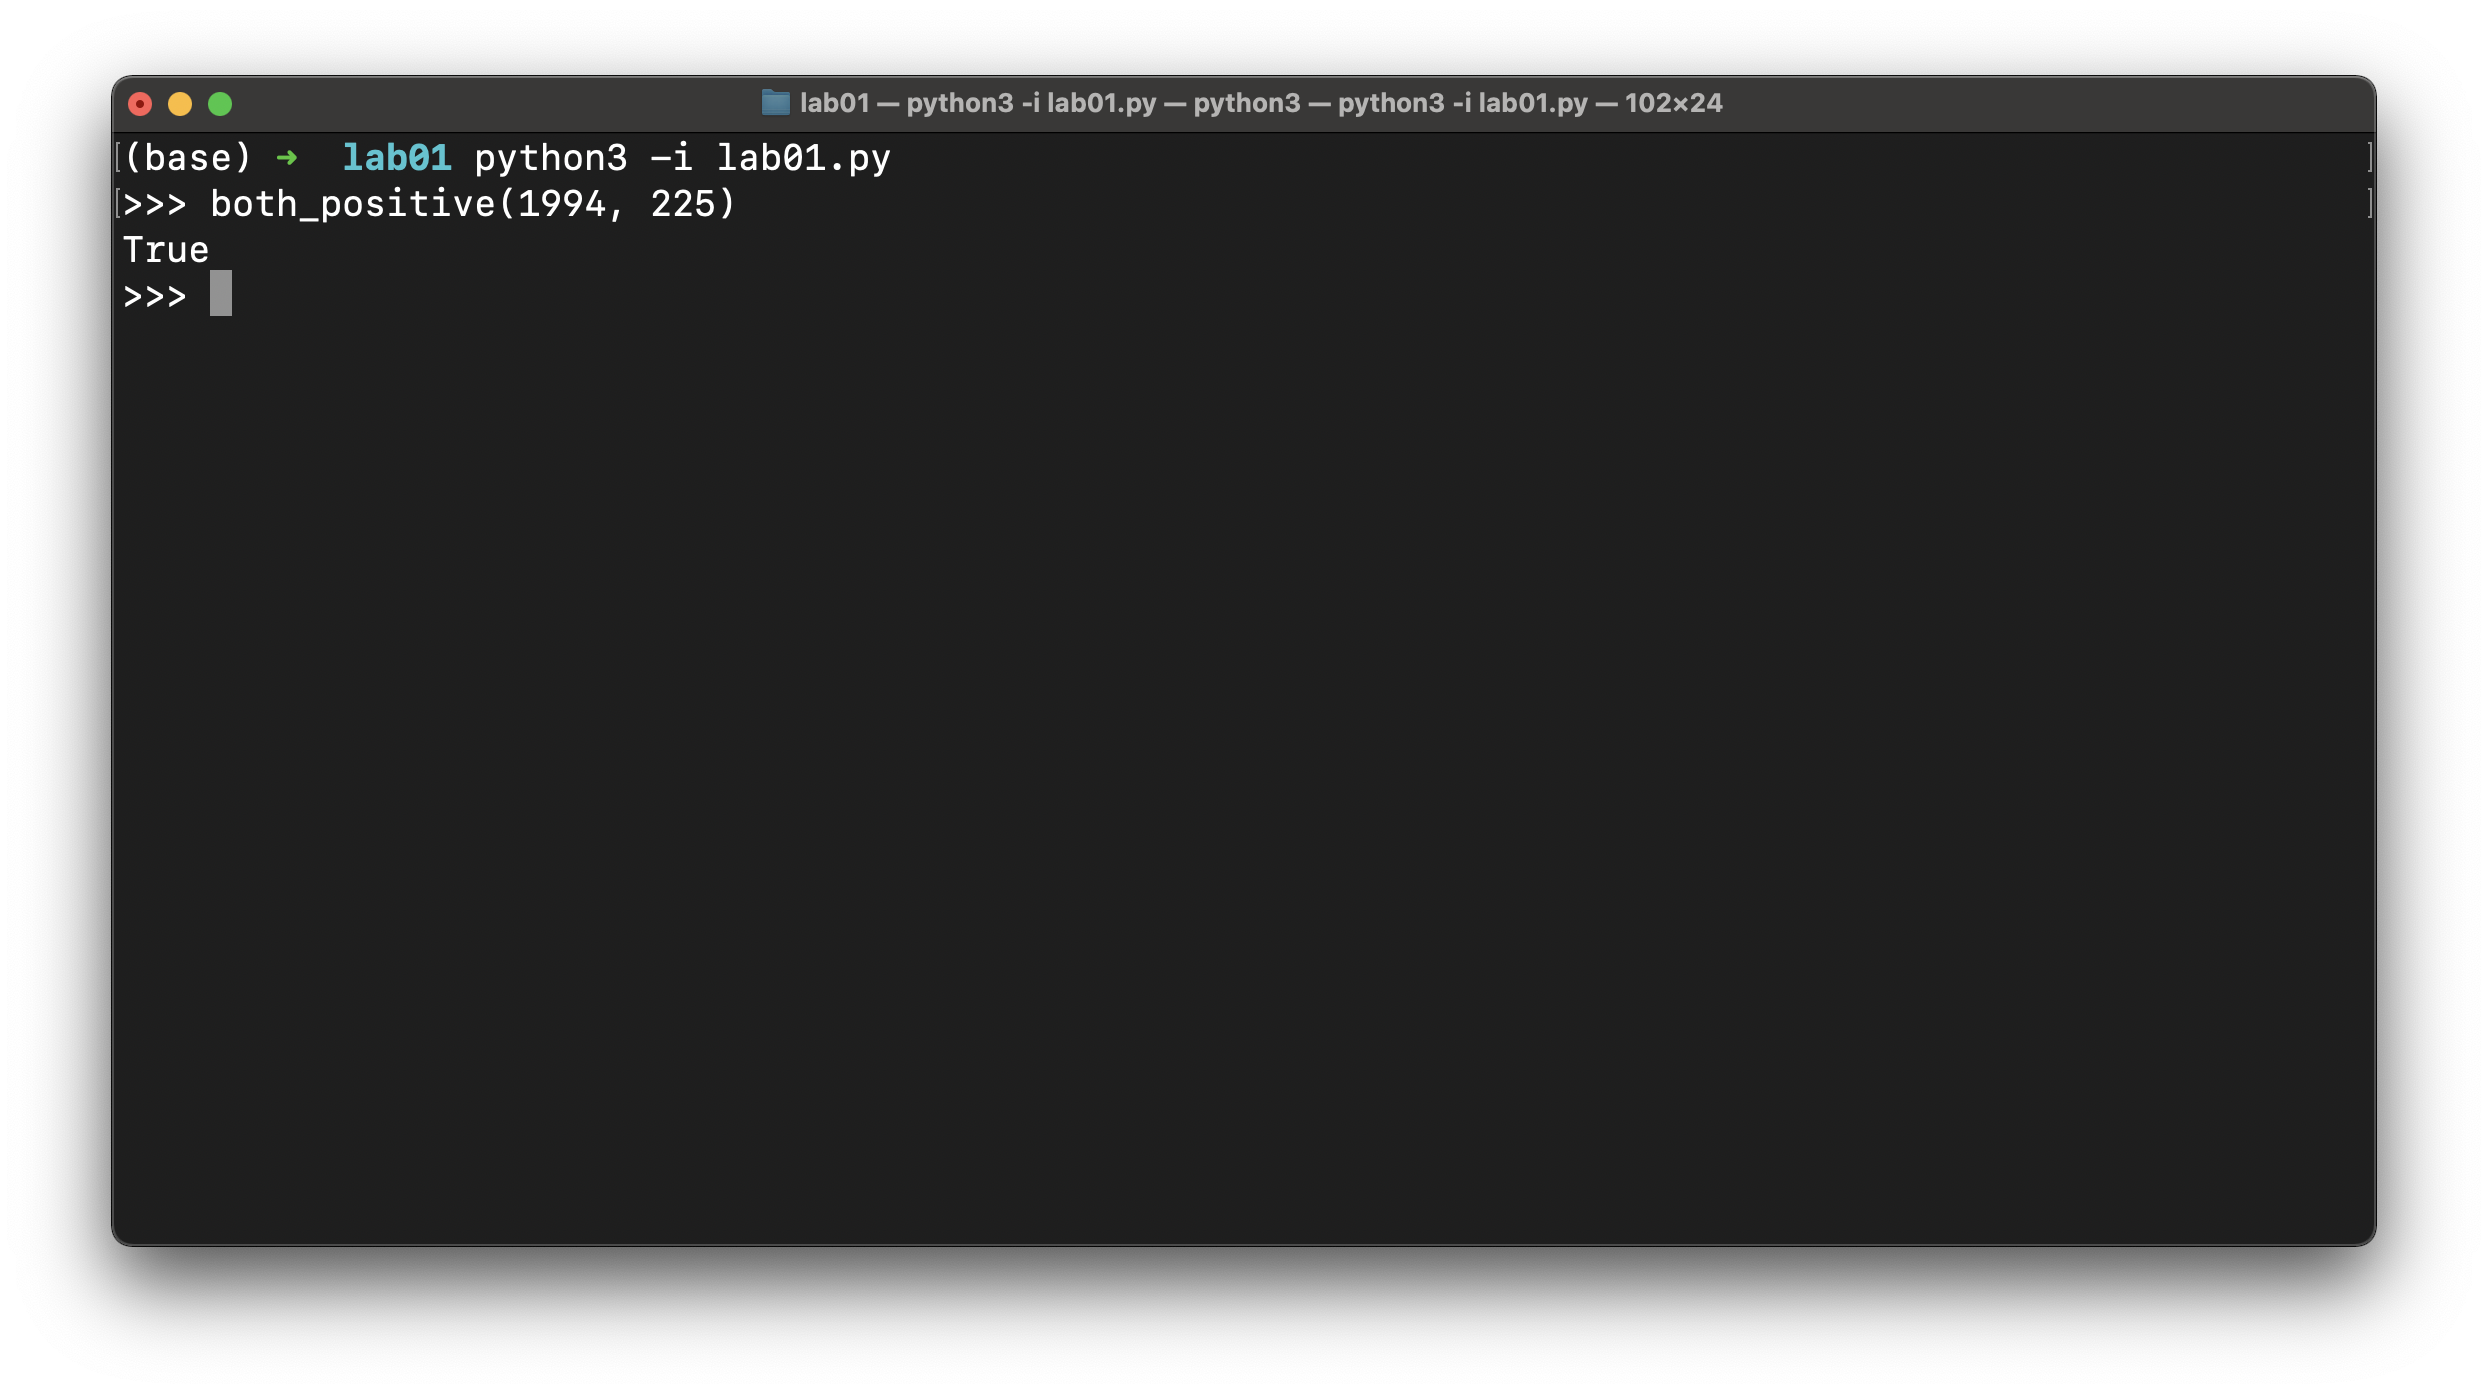 lab01 — python3 -i lab01.py — python3 — python3 -i lab01.py — 102×24
(base) ➜  lab01 python3 -i lab01.py
>>> both_positive(1994, 225)
True
>>>